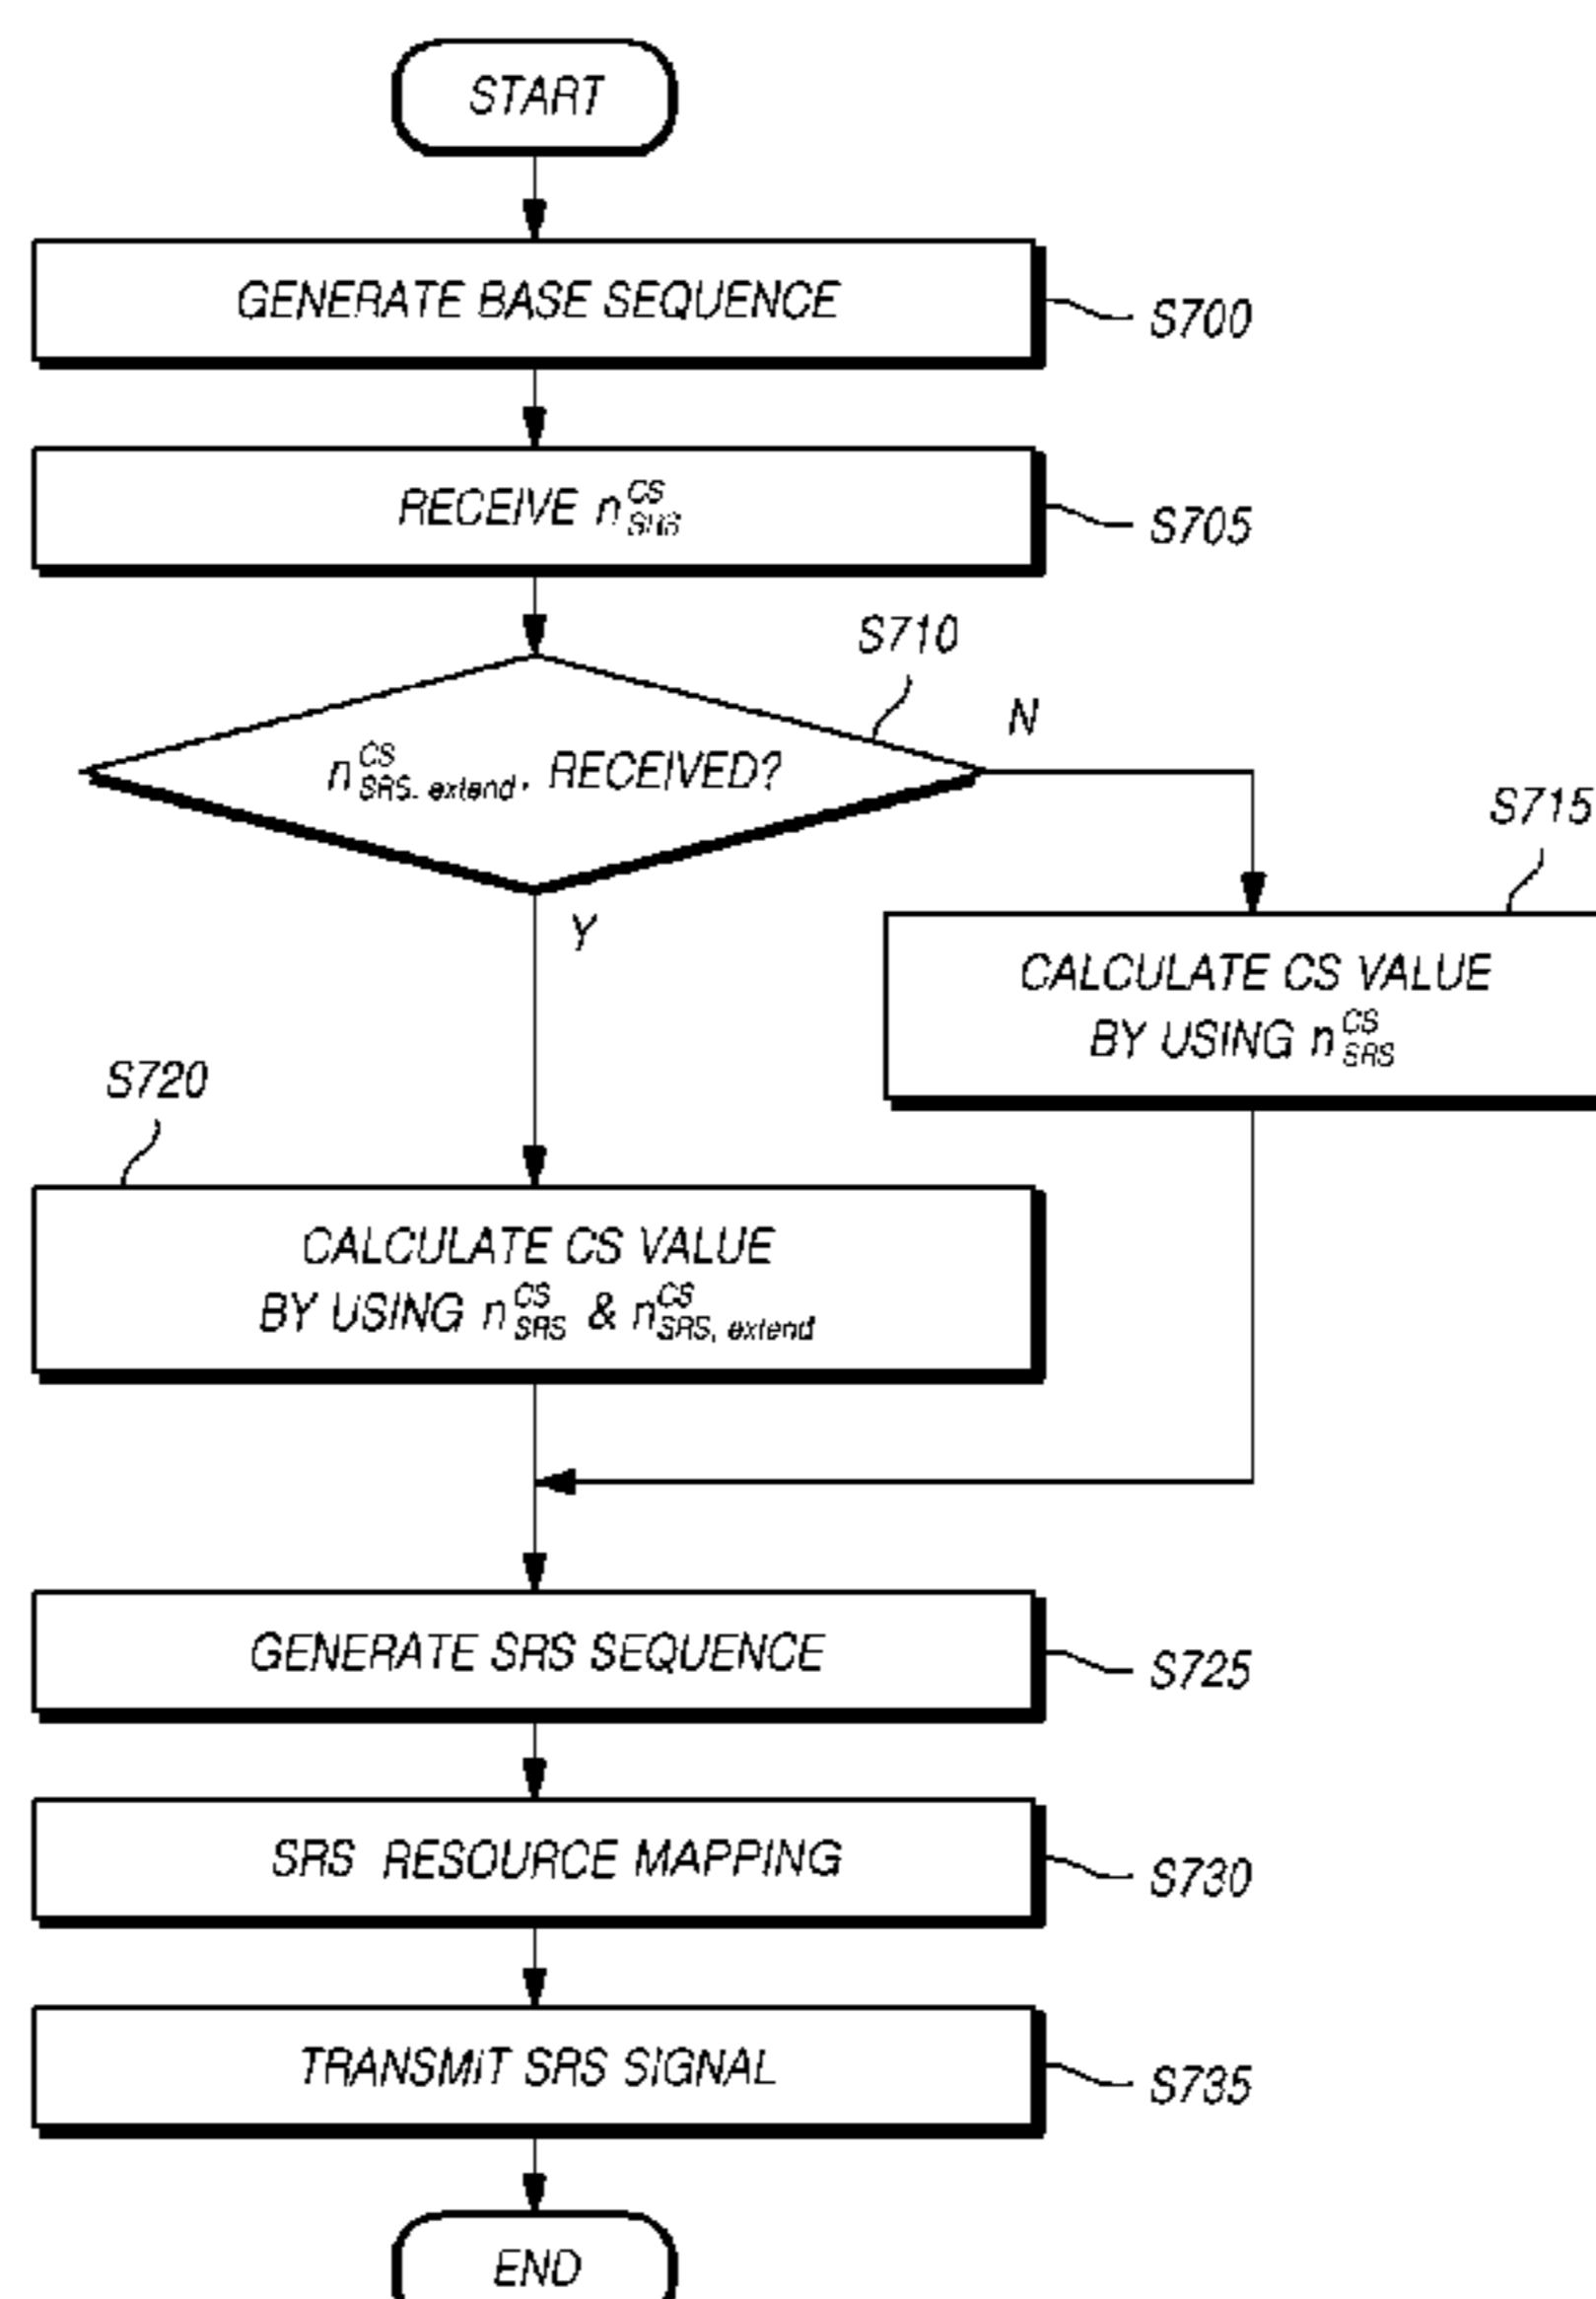 START
GENERATE BASE SEQUENCE
S700
RECEIVE n^CS_SRS
S705
S710
n^CS_SRS, extend, RECEIVED?
N
Y
S715
CALCULATE CS VALUE
BY USING n^CS_SRS
S720
CALCULATE CS VALUE
BY USING n^CS_SRS & n^CS_SRS, extend
GENERATE SRS SEQUENCE
S725
SRS RESOURCE MAPPING
S730
TRANSMIT SRS SIGNAL
S735
END